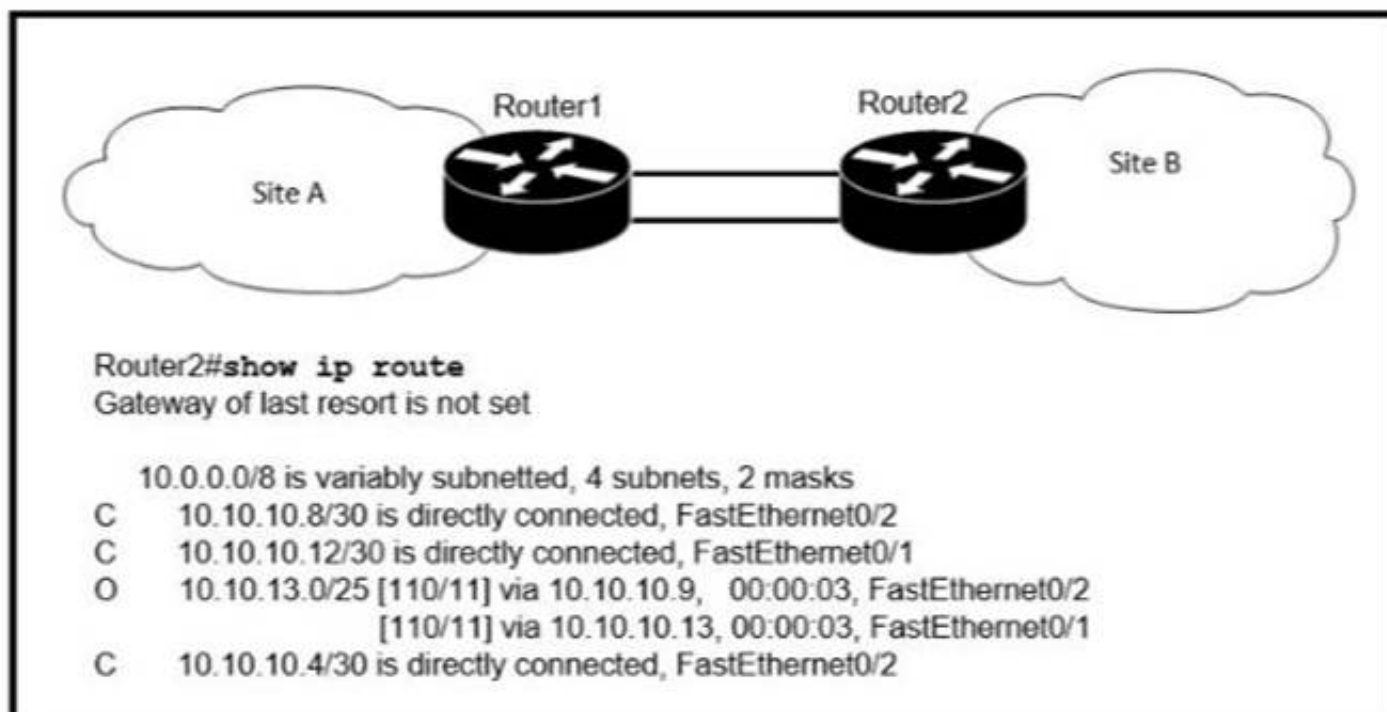 Router1
Router2
Site A
Site B
Router2#show ip route
Gateway of last resort is not set
10.0.0.0/8 is variably subnetted, 4 subnets, 2 masks
C 10.10.10.8/30 is directly connected, FastEthernet0/2
C 10.10.10.12/30 is directly connected, FastEthernet0/1
O 10.10.13.0/25 [110/11] via 10.10.10.9, 00:00:03, FastEthernet0/2
[110/11] via 10.10.10.13, 00:00:03, FastEthernet0/1
C 10.10.10.4/30 is directly connected, FastEthernet0/2